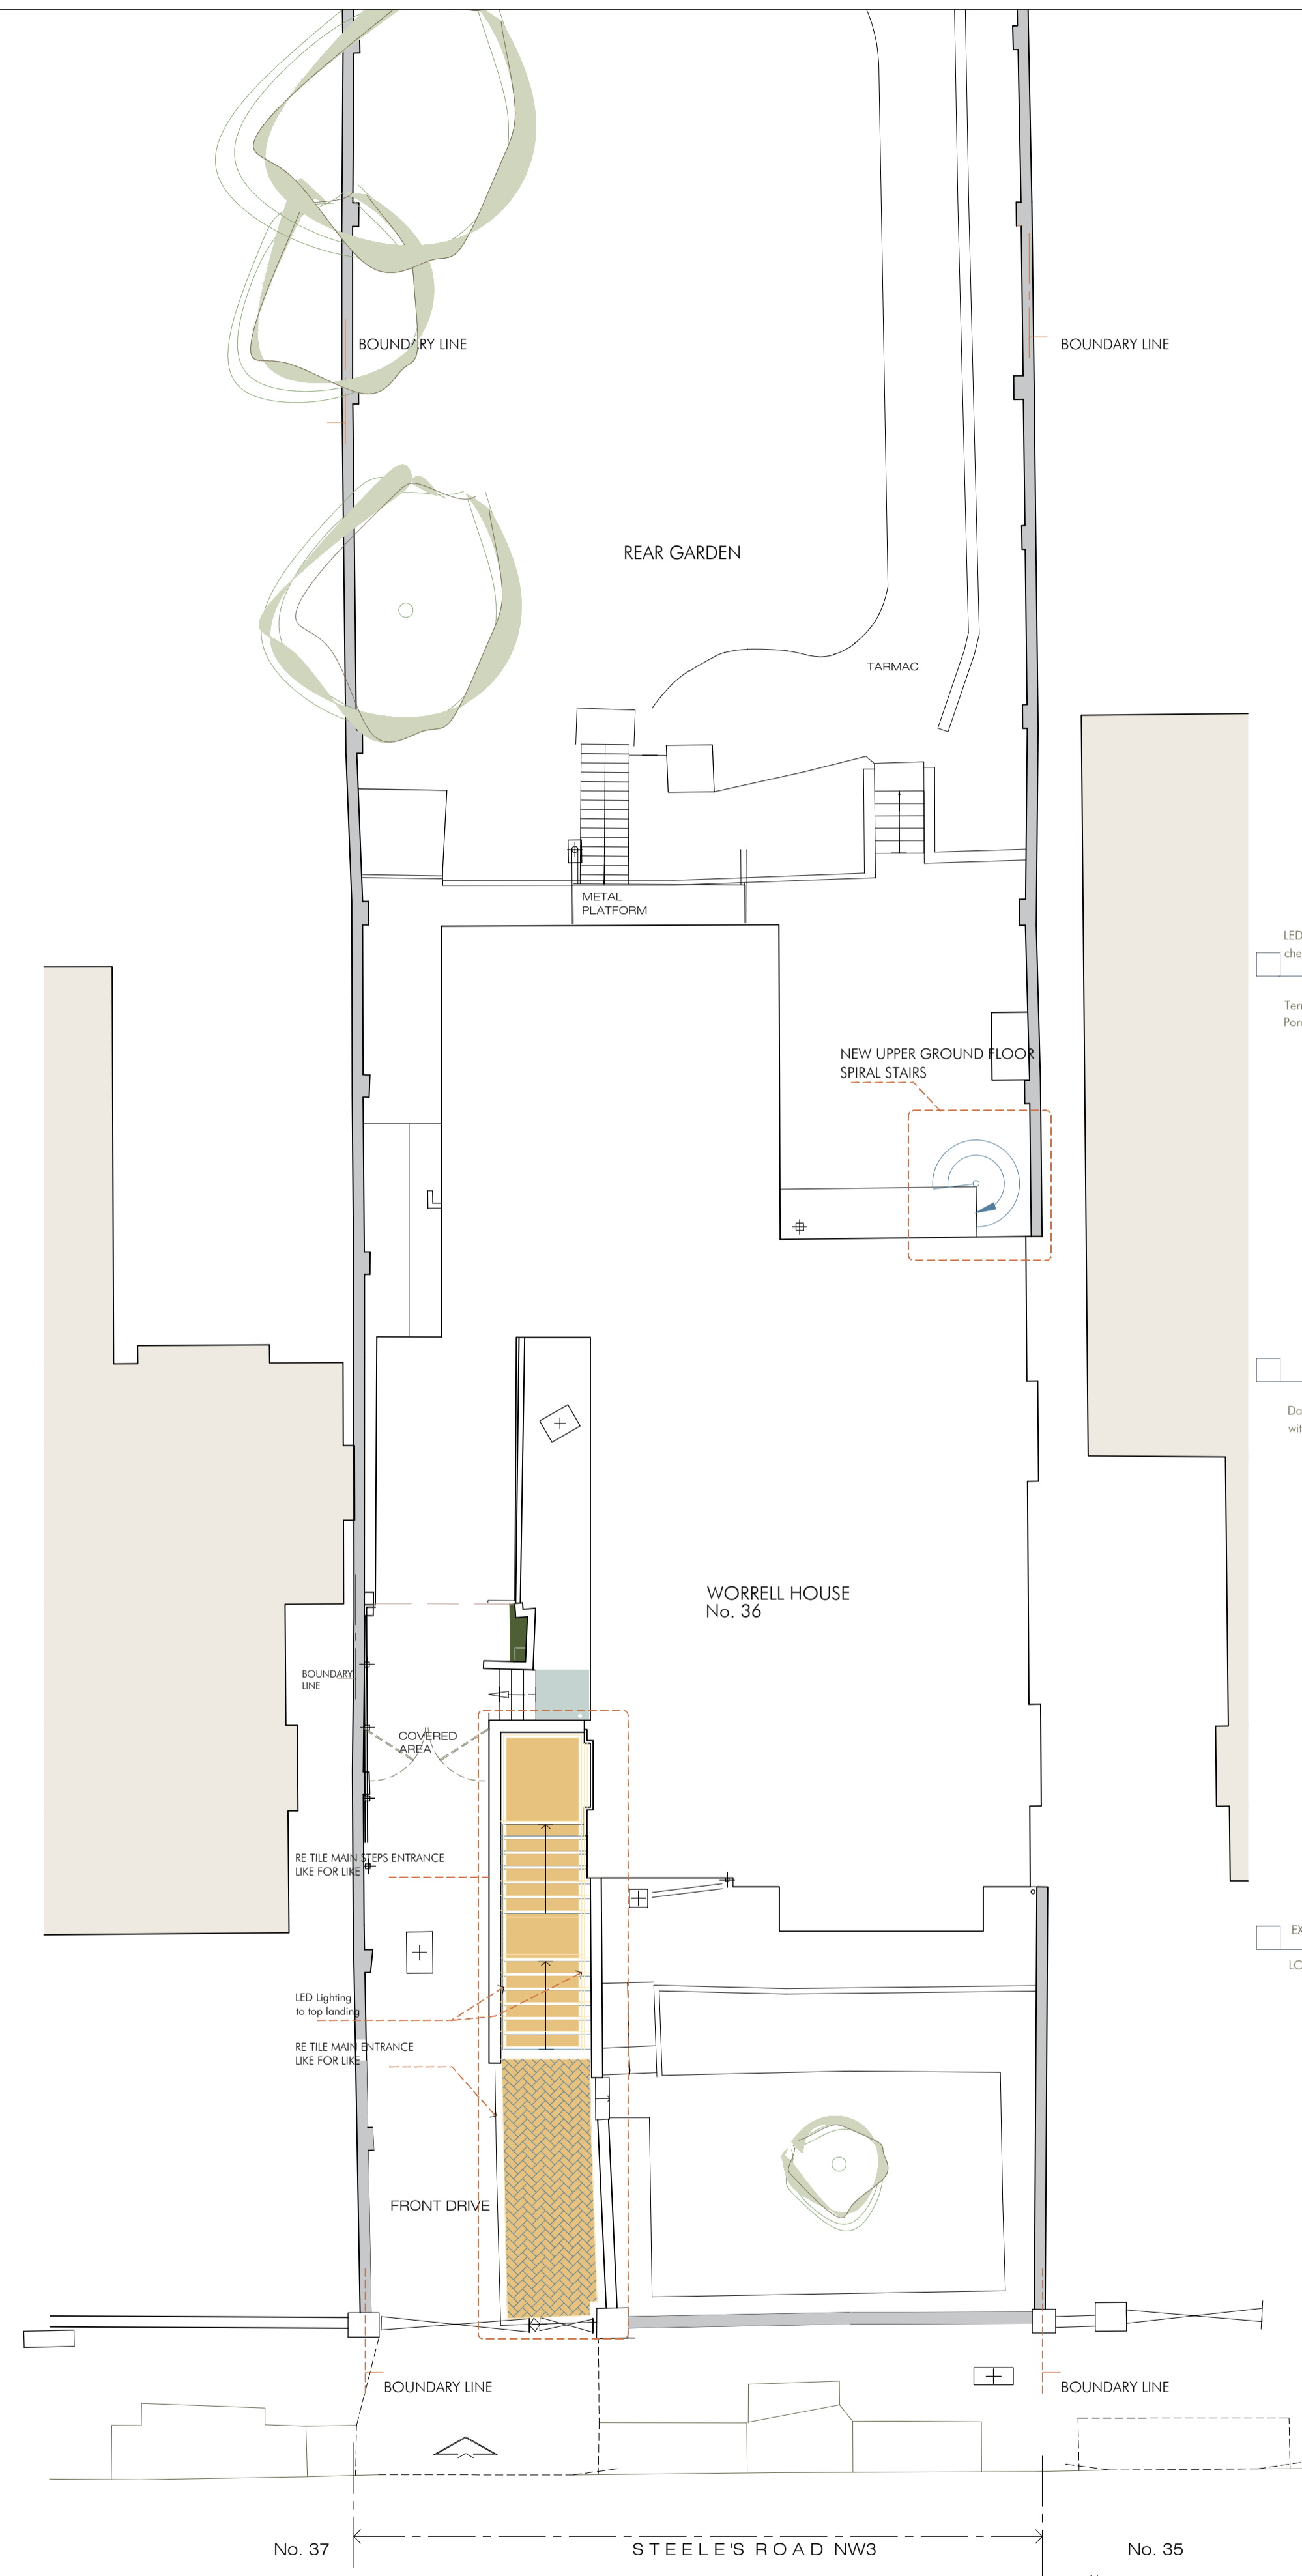 BOUNDARY LINE
BOUNDARY LINE
REAR GARDEN
TARMAC
METAL
PLATFORM
LED
che
NEW UPPER GROUND FLOOR
SPIRAL STAIRS
WORRELL HOUSE
No. 36
BOUNDARY
LINE
COVERED
AREA
RE TILE MAIN STEPS ENTRANCE
LIKE FOR LIKE
LED Lighting
to top landing
RE TILE MAIN ENTRANCE
LIKE FOR LIKE
FRONT DRIVE
BOUNDARY LINE
BOUNDARY LINE
No. 37
STEELE'S ROAD NW3
No. 35